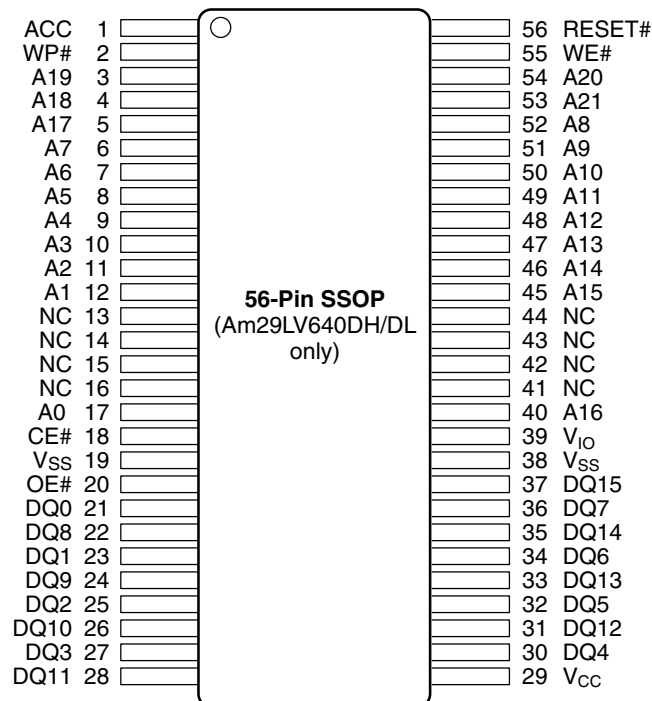 ACC 1 56 RESET#
WP# 2 55 WE#
A19 3 54 A20
A18 4 53 A21
A17 5 52 A8
A7 6 51 A9
A6 7 50 A10
A5 8 49 A11
A4 9 48 A12
A3 10 47 A13
A2 11 46 A14
A1 12 45 A15
56-Pin SSOP
(Am29LV640DH/DL
only)
NC 13 44 NC
NC 14 43 NC
NC 15 42 NC
NC 16 41 NC
A0 17 40 A16
CE# 18 39 VIO
VSS 19 38 VSS
OE# 20 37 DQ15
DQ0 21 36 DQ7
DQ8 22 35 DQ14
DQ1 23 34 DQ6
DQ9 24 33 DQ13
DQ2 25 32 DQ5
DQ10 26 31 DQ12
DQ3 27 30 DQ4
DQ11 28 29 VCC